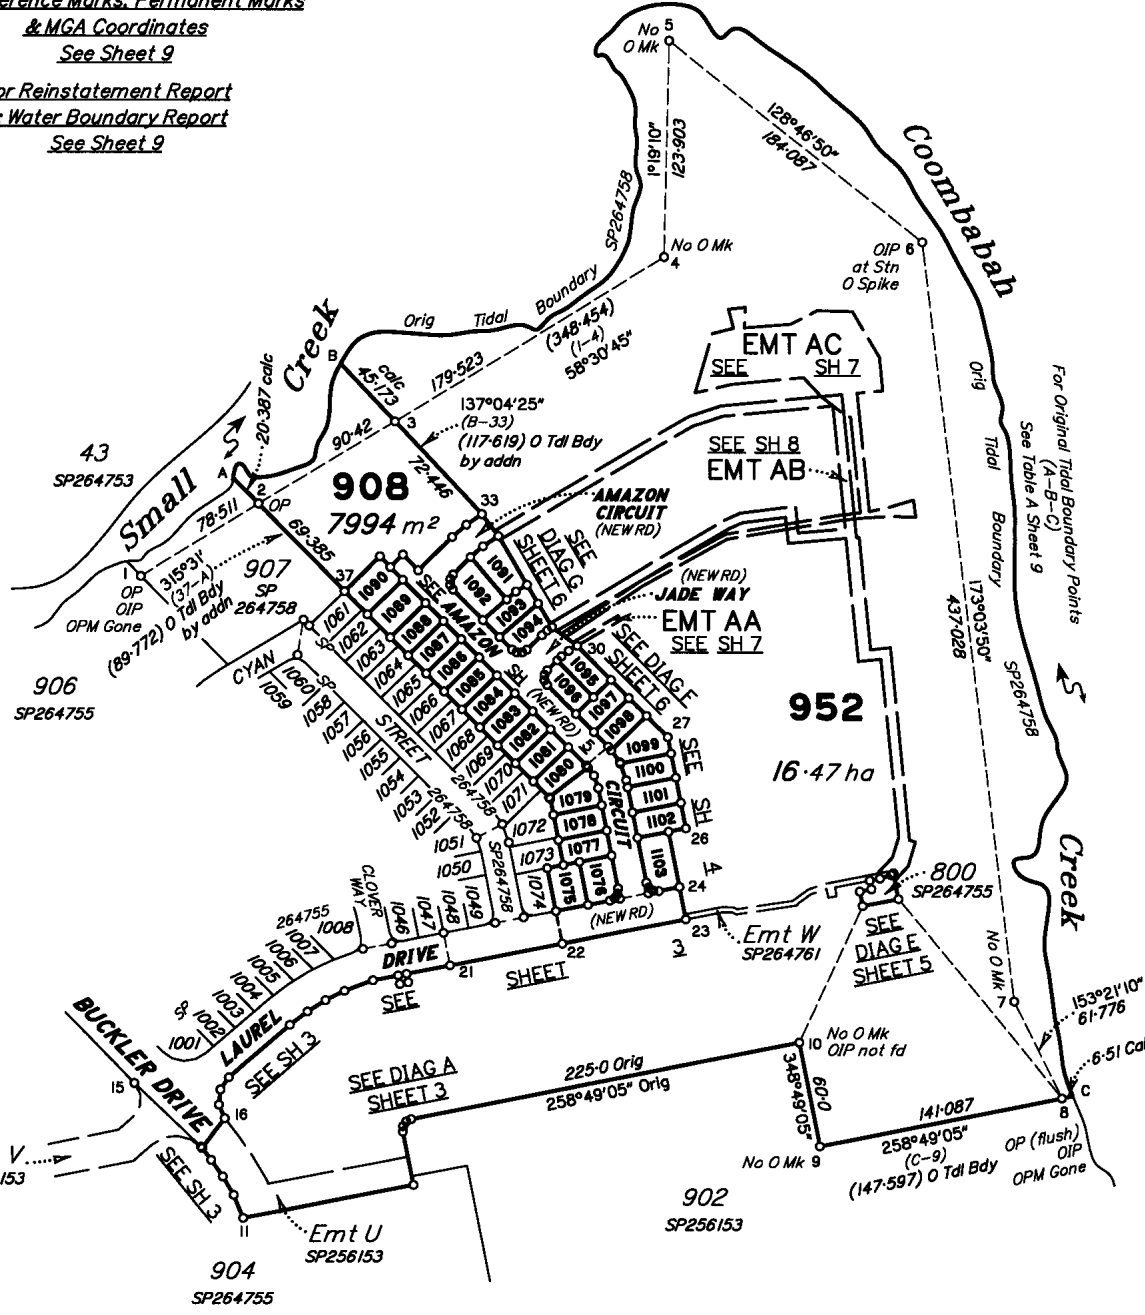 erence Marks, Permanent Marks
& MGA Coordinates
See Sheet 9
or Reinstatement Report
: Water Boundary Report
See Sheet 9
5
No
O Mk
128°46'50"
184·087
1°19'10"
123·903
SP264758
Coombabah
No O Mk
4
OIP 6
at Stn
O Spike
Orig Tidal Boundary
(348·454)
(1-4)
58°30'45"
179·523
Creek
B
calc
45·173
20·387 calc
90·42
3
137°04'25"
(B-33)
(117·619) O Tdl Bdy
by addn
72·446
EMT AC
SEE SH 7
SEE SH 8
EMT AB
Orig Tidal Boundary
For Original Tidal Boundary Points
(A-B-C)
See Table A Sheet 9
SP264758
173°03'50"
437·028
43
SP264753
A
Small
2
OP
78·511
908
7994 m²
33
AMAZON
CIRCUIT
(NEW RD)
SEE
DIAG G
SHEET 6
69·385
1
OP
OIP
OPM Gone
315°31'
(37-A)
(89·772) O Tdl Bdy
by addn
907
SP
264758
37
(NEW RD)
JADE WAY
EMT AA
SEE SH 7
906
SP264755
CYAN
STREET
SP
264758
SP
264758
1061
1062
1063
1064
1065
1066
1067
1068
1069
1070
1071
1072
1073
1074
1060
1059
1058
1057
1056
1055
1054
1053
1052
1051
1050
1049
1048
1047
1046
1090
1089
1088
1087
1086
1085
1084
1083
1082
1081
1080
1079
1078
1077
1075
1076
SEE
AMAZON
SH
(NEW RD)
5
CIRCUIT
1091
1092
1093
1094
30
SEE DIAG F
SHEET 6
1095
1096
1097
1098
27
1099
1100
1101
1102
1103
SEE
SH
4
26
24
23
952
16·47 ha
800
SP264755
SEE
DIAG E
SHEET 5
Emt W
SP264761
SP264758
(NEW RD)
CLOVER
WAY
264755
1008
1007
1006
1005
1004
1003
1002
1001
SP
DRIVE
21
22
SEE
SHEET
3
LAUREL
SEE SH 3
BUCKLER DRIVE
15
16
SEE DIAG A
SHEET 3
225·0 Orig
258°49'05" Orig
10
No O Mk
OIP not fd
348°49'05"
60·0
No O Mk
7
153°21'10"
61·776
Creek
6·51 Cal
C
8
141·087
258°49'05"
(C-9)
(147·597) O Tdl Bdy
OP (flush)
OIP
OPM Gone
No O Mk 9
V
153
SEE SH 3
11
Emt U
SP256153
902
SP256153
904
SP264755